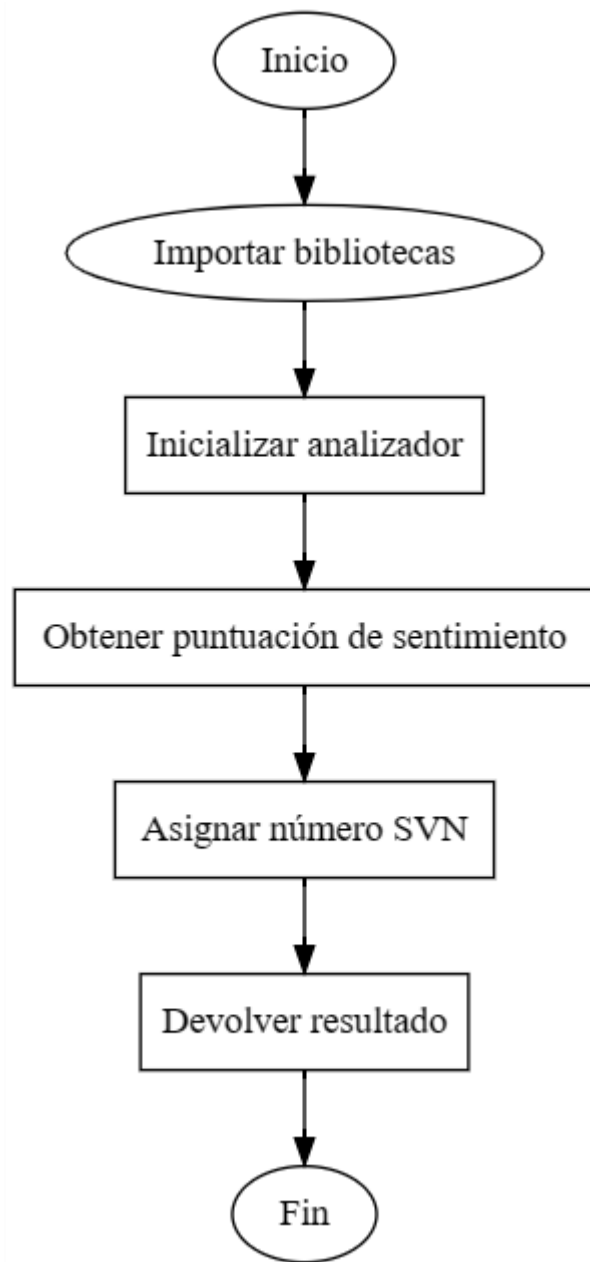 Inicio
Importar bibliotecas
Inicializar analizador
Obtener puntuación de sentimiento
Asignar número SVN
Devolver resultado
Fin